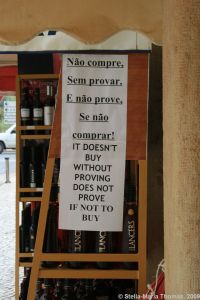 Não compre,
Sem provar.
E não prove,
Se não
comprar!
IT DOESN'T
BUY
WITHOUT
PROVING
DOES NOT
PROVE
IF NOT TO
BUY
LANCERS
© Stella-Maria Thomas, 2009